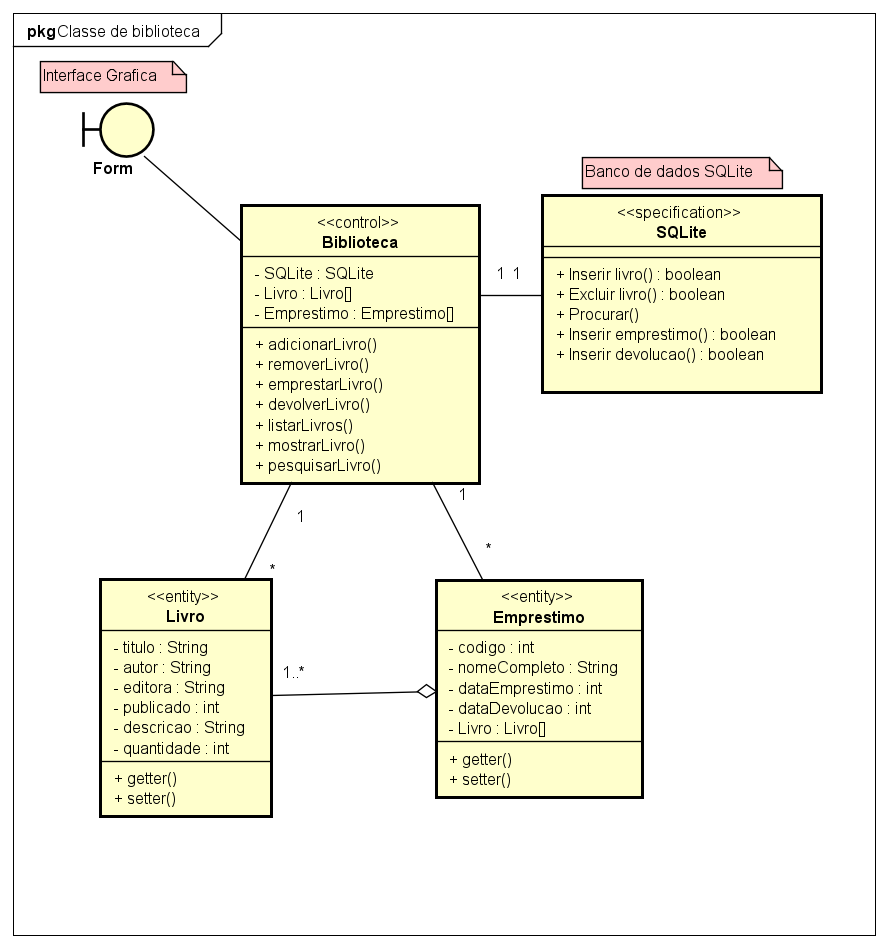 pkg Classe de biblioteca
Interface Grafica
Form
Banco de dados SQLite
<<control>>
Biblioteca
- SQLite : SQLite
- Livro : Livro[]
- Emprestimo : Emprestimo[]
+ adicionarLivro()
+ removerLivro()
+ emprestarLivro()
+ devolverLivro()
+ listarLivros()
+ mostrarLivro()
+ pesquisarLivro()
1 1
<<specification>>
SQLite
+ Inserir livro() : boolean
+ Excluir livro() : boolean
+ Procurar()
+ Inserir emprestimo() : boolean
+ Inserir devolucao() : boolean
1
*
1
*
<<entity>>
Livro
- titulo : String
- autor : String
- editora : String
- publicado : int
- descricao : String
- quantidade : int
+ getter()
+ setter()
1..*
<<entity>>
Emprestimo
- codigo : int
- nomeCompleto : String
- dataEmprestimo : int
- dataDevolucao : int
- Livro : Livro[]
+ getter()
+ setter()